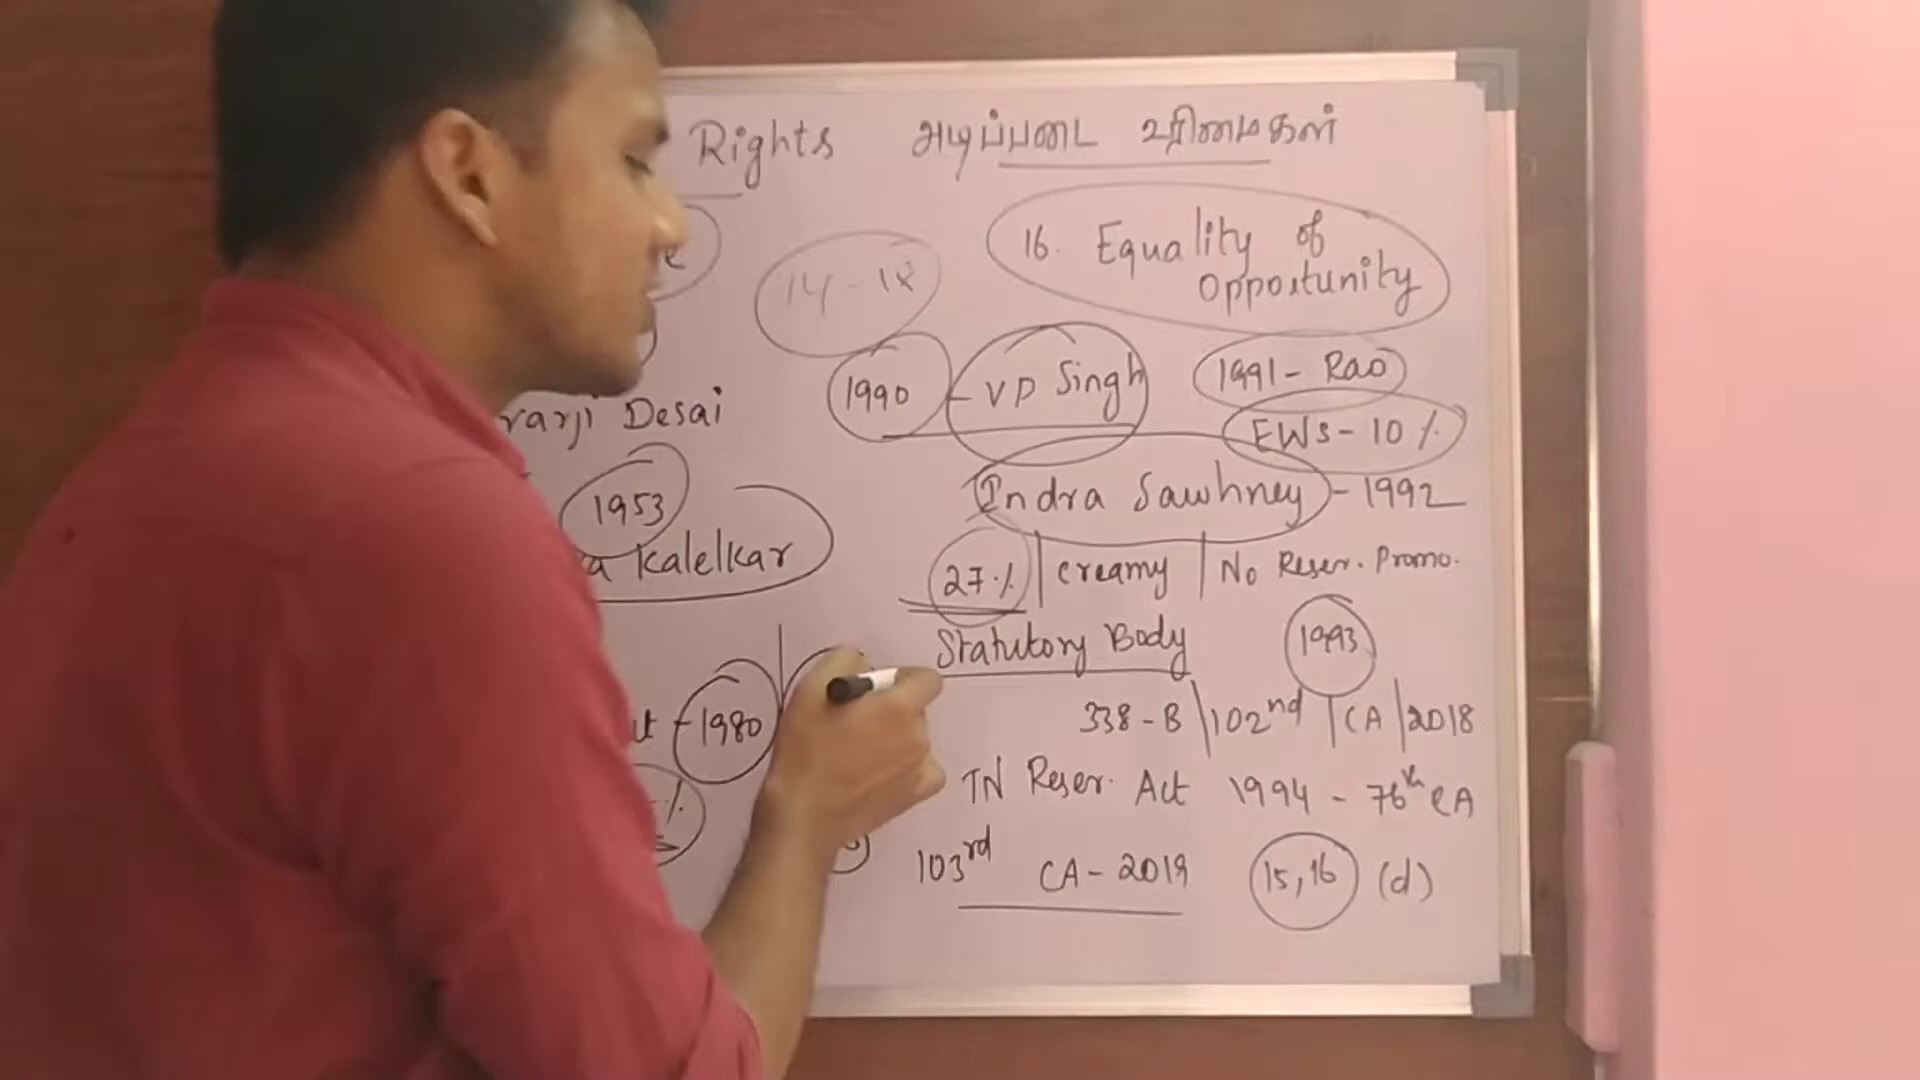 Rights அடிப்படை உரிமைகள்
14 - 18
16. Equality of
Opportunity
1990 - VP Singh
1991 - Rao
EWS - 10 %
rarji Desai
1953
a Kalelkar
Indra Sawhney - 1992
27 % | Creamy | No Reser. Promo.
Statutory Body 1993
1980
338 - B | 102nd | CA | 2018
TN Reser. Act 1994 - 76th CA
103rd CA - 2019 15, 16 (d)